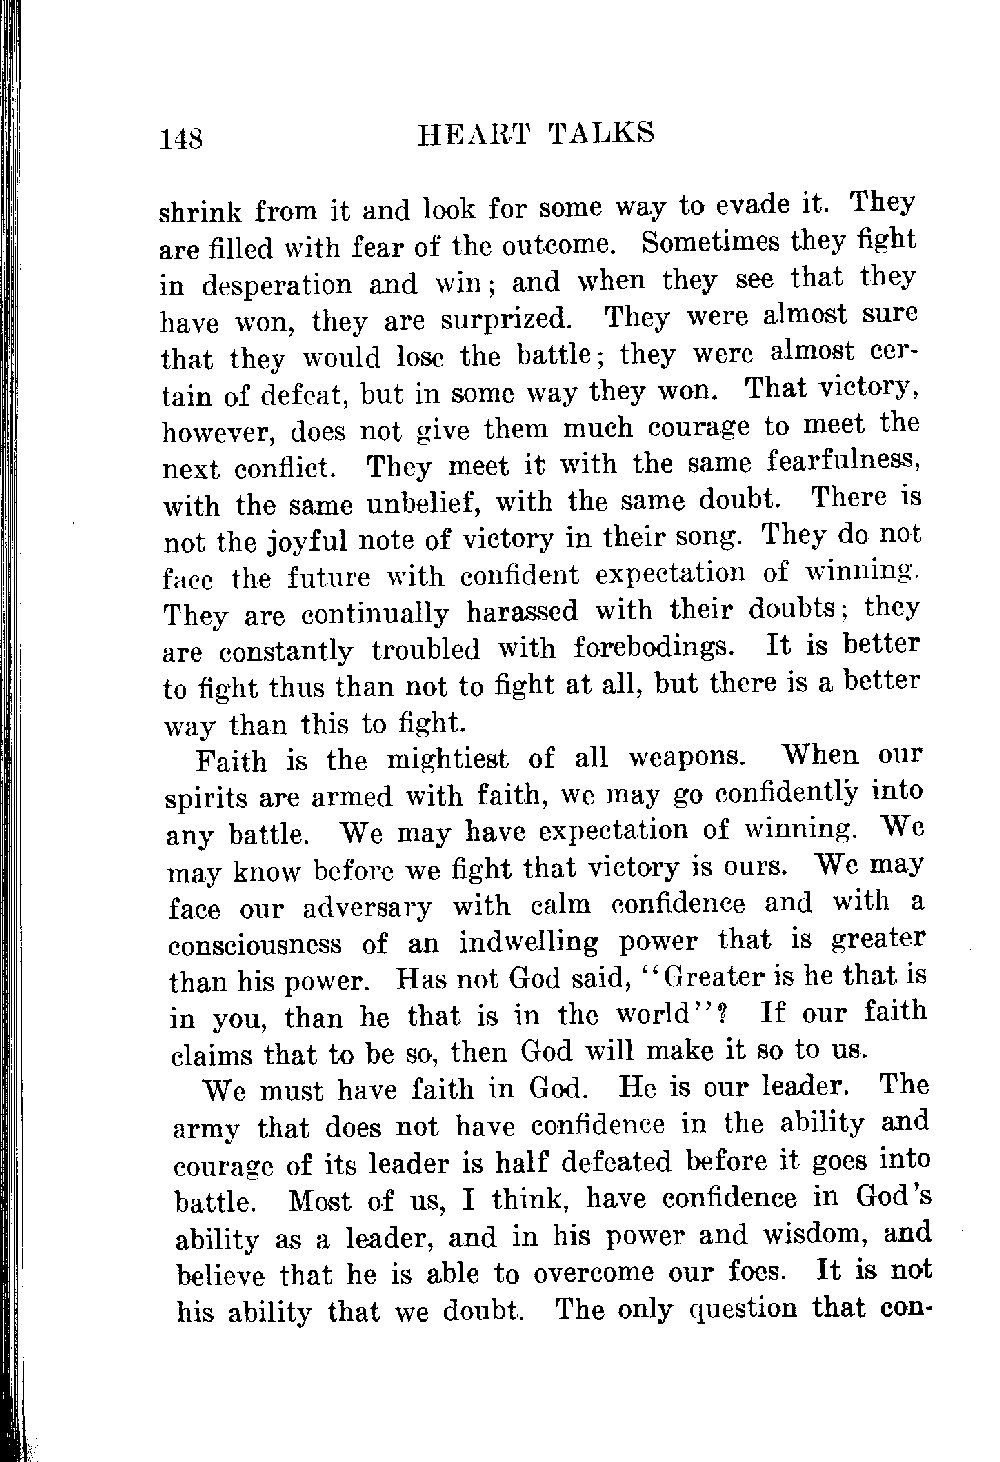 148 HEART TALKS
shrink from it and look for some way to evade it. They
are filled with fear of the outcome. Sometimes they fight
in desperation and win; and when they see that they
have won, they are surprized. They were almost sure
that they would lose the battle; they were almost cer-
tain of defeat, but in some way they won. That victory,
however, does not give them much courage to meet the
next conflict. They meet it with the same fearfulness,
with the same unbelief, with the same doubt. There is
not the joyful note of victory in their song. They do not
face the future with confident expectation of winning.
They are continually harassed with their doubts; they
are constantly troubled with forebodings. It is better
to fight thus than not to fight at all, but there is a better
way than this to fight.
Faith is the mightiest of all weapons. When our
spirits are armed with faith, we may go confidently into
any battle. We may have expectation of winning. We
may know before we fight that victory is ours. We may
face our adversary with calm confidence and with a
consciousness of an indwelling power that is greater
than his power. Has not God said, "Greater is he that is
in you, than he that is in the world"? If our faith
claims that to be so, then God will make it so to us.
We must have faith in God. He is our leader. The
army that does not have confidence in the ability and
courage of its leader is half defeated before it goes into
battle. Most of us, I think, have confidence in God's
ability as a leader, and in his power and wisdom, and
believe that he is able to overcome our foes. It is not
his ability that we doubt. The only question that con-